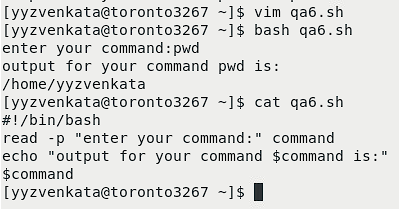 [yyzvenkata@toronto3267 ~]$ vim qa6.sh
[yyzvenkata@toronto3267 ~]$ bash qa6.sh
enter your command:pwd
output for your command pwd is:
/home/yyzvenkata
[yyzvenkata@toronto3267 ~]$ cat qa6.sh
#!/bin/bash
read -p "enter your command:" command
echo "output for your command $command is:"
$command
[yyzvenkata@toronto3267 ~]$